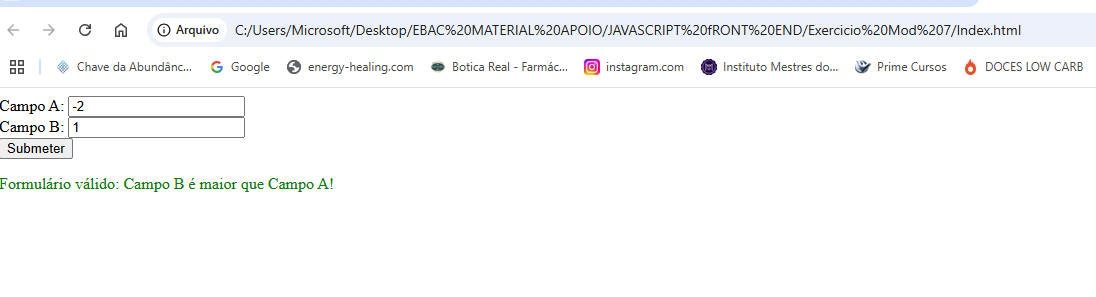 Arquivo C:/Users/Microsoft/Desktop/EBAC%20MATERIAL%20APOIO/JAVASCRIPT%20fRONT%20END/Exercicio%20Mod%207/Index.html
Chave da Abundânc... Google energy-healing.com Botica Real - Farmác... instagram.com Instituto Mestres do... Prime Cursos DOCES LOW CARB
Campo A: -2
Campo B: 1
Submeter
Formulário válido: Campo B é maior que Campo A!